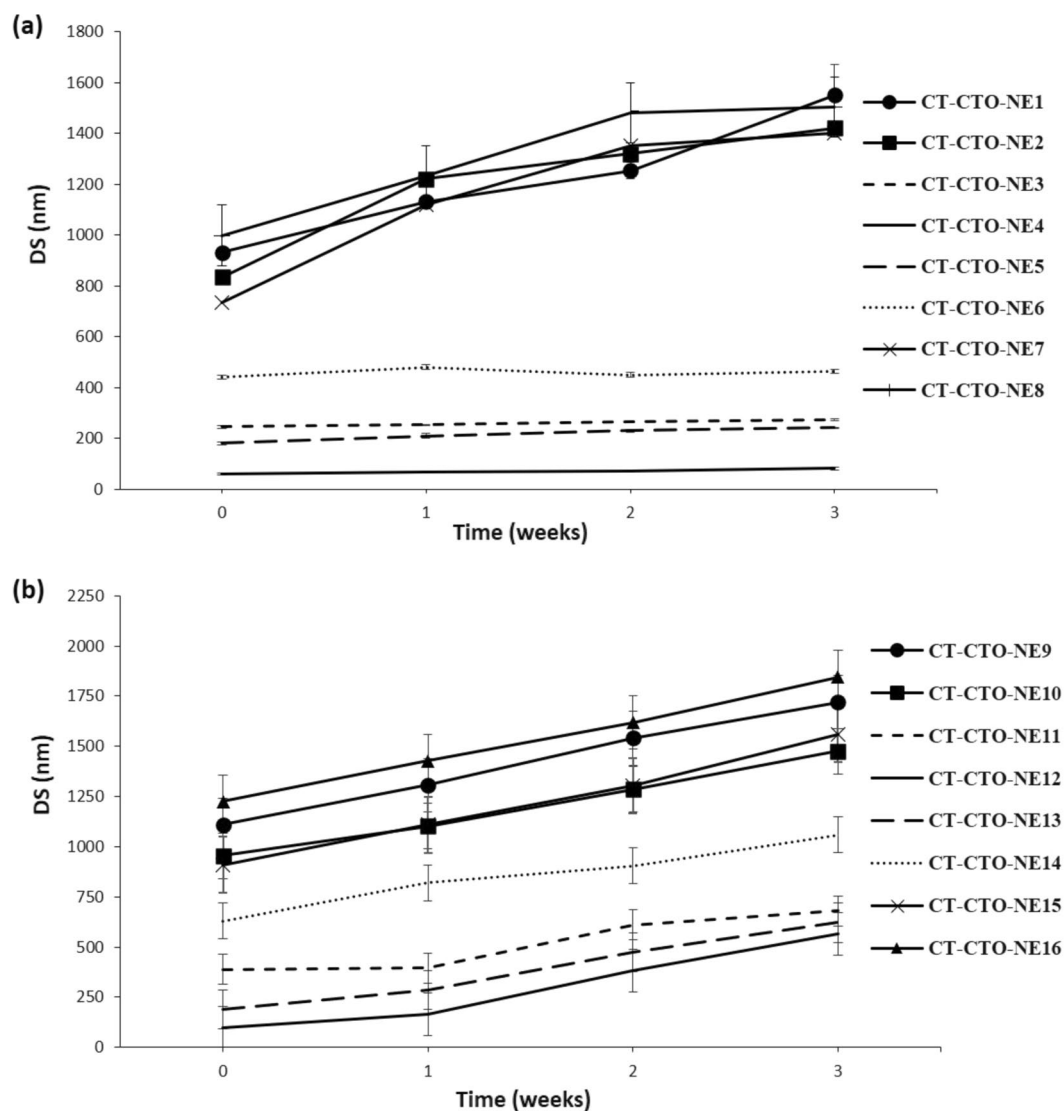 (a)
1800
1600
1400
1200
1000
800
600
400
200
0
DS (nm)
0 1 2 3
Time (weeks)
CT-CTO-NE1
CT-CTO-NE2
CT-CTO-NE3
CT-CTO-NE4
CT-CTO-NE5
CT-CTO-NE6
CT-CTO-NE7
CT-CTO-NE8
(b)
2250
2000
1750
1500
1250
1000
750
500
250
0
DS (nm)
0 1 2 3
Time (weeks)
CT-CTO-NE9
CT-CTO-NE10
CT-CTO-NE11
CT-CTO-NE12
CT-CTO-NE13
CT-CTO-NE14
CT-CTO-NE15
CT-CTO-NE16